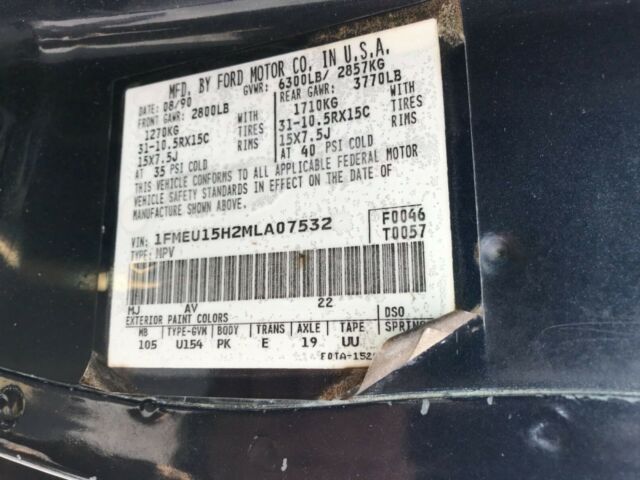 MFD. BY FORD MOTOR CO. IN U.S.A.
DATE: 08/90 GVWR: 6300LB/ 2857KG
FRONT GAWR: 2800LB REAR GAWR: 3770LB
1270KG WITH 1710KG WITH
31-10.5RX15C TIRES 31-10.5RX15C TIRES
15X7.5J RIMS 15X7.5J RIMS
AT 35 PSI COLD AT 40 PSI COLD
THIS VEHICLE CONFORMS TO ALL APPLICABLE FEDERAL MOTOR
VEHICLE SAFETY STANDARDS IN EFFECT ON THE DATE OF
MANUFACTURE SHOWN ABOVE.
VIN: 1FMEU15H2MLA07532 F0046
TYPE: MPV T0057
MJ AV 22
EXTERIOR PAINT COLORS DSO
WB TYPE-GVW BODY TRANS AXLE TAPE SPRING
105 U154 PK E 19 UU